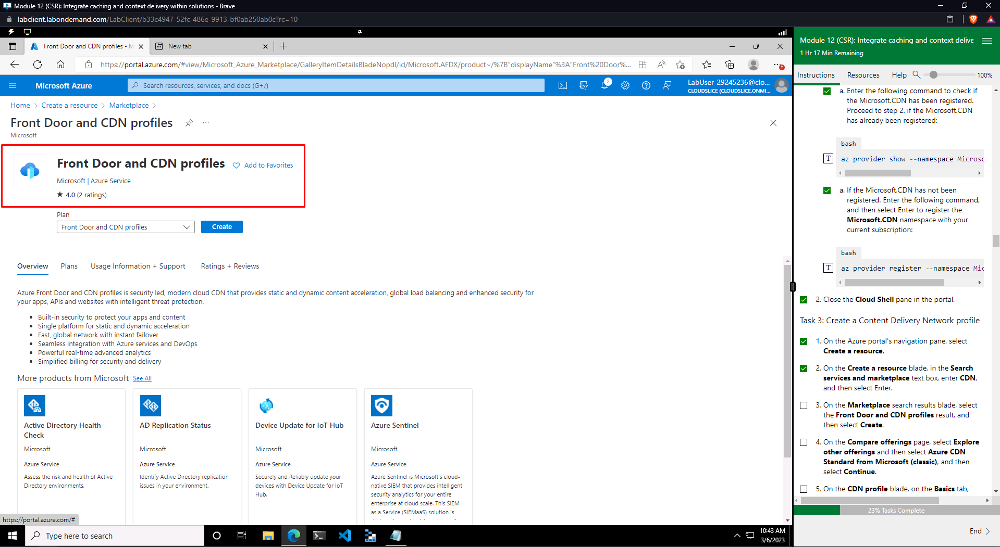 Module 12 (CSR): Integrate caching and context delivery within solutions - Brave
labclient.labondemand.com/LabClient/b33c4947-52fc-486e-9913-bf0ab250ab0c?rc=10
Front Door and CDN profiles - M
New tab
https://portal.azure.com/#view/Microsoft_Azure_Marketplace/GalleryItemDetailsBladeNopdl/id/Microsoft.AFDX/product~/%7B"displayName"%3A"Front%20Door%...
Microsoft Azure
Search resources, services, and docs (G+/)
2
LabUser-29245236@clo...
CLOUDSLICE (CLOUDSLICE.ONMI...
Home > Create a resource > Marketplace >
Front Door and CDN profiles
...
Microsoft
Front Door and CDN profiles
Add to Favorites
Microsoft | Azure Service
★ 4.0 (2 ratings)
Plan
Front Door and CDN profiles
Create
Overview
Plans
Usage Information + Support
Ratings + Reviews
Azure Front Door and CDN profiles is security led, modern cloud CDN that provides static and dynamic content acceleration, global load balancing and enhanced security for
your apps, APIs and websites with intelligent threat protection.
• Built-in security to protect your apps and content
• Single platform for static and dynamic acceleration
• Fast, global network with instant failover
• Seamless integration with Azure services and DevOps
• Powerful real-time advanced analytics
• Simplified billing for security and delivery
More products from Microsoft See All
Active Directory Health
Check
Microsoft
Azure Service
Assess the risk and health of Active
Directory environments.
AD Replication Status
Microsoft
Azure Service
Identify Active Directory replication
issues in your environment.
Device Update for IoT Hub
Microsoft
Azure Service
Securely and Reliably update your
devices with Device Update for IoT
Hub.
Azure Sentinel
Microsoft
Azure Service
Azure Sentinel is Microsoft's cloud-
native SIEM that provides intelligent
security analytics for your entire
enterprise at cloud scale. This SIEM
as a Service (SIEMaaS) solution is
https://portal.azure.com/#
Type here to search
10:43 AM
3/6/2023
Module 12 (CSR): Integrate caching and context delive
1 Hr 17 Min Remaining
Instructions
Resources
Help
100%
a. Enter the following command to check if
the Microsoft.CDN has been registered.
Proceed to step 2. if the Microsoft.CDN
has already been registered:
bash
T
az provider show --namespace Microso
a. If the Microsoft.CDN has not been
registered. Enter the following command,
and then select Enter to register the
Microsoft.CDN namespace with your
current subscription:
bash
T
az provider register --namespace Mic
2. Close the Cloud Shell pane in the portal.
Task 3: Create a Content Delivery Network profile
1. On the Azure portal's navigation pane, select
Create a resource.
2. On the Create a resource blade, in the Search
services and marketplace text box, enter CDN,
and then select Enter.
3. On the Marketplace search results blade, select
the Front Door and CDN profiles result, and
then select Create.
4. On the Compare offerings page, select Explore
other offerings and then select Azure CDN
Standard from Microsoft (classic), and then
select Continue.
5. On the CDN profile blade, on the Basics tab,
23% Tasks Complete
End >